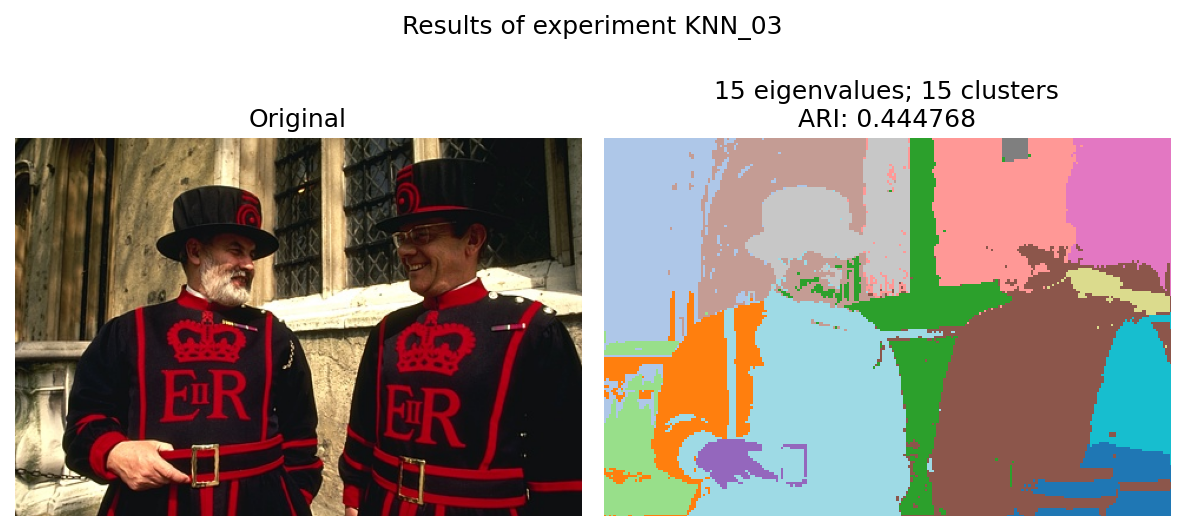 Results of experiment KNN_03
Original
15 eigenvalues; 15 clusters
ARI: 0.444768
EIIR
EIIR